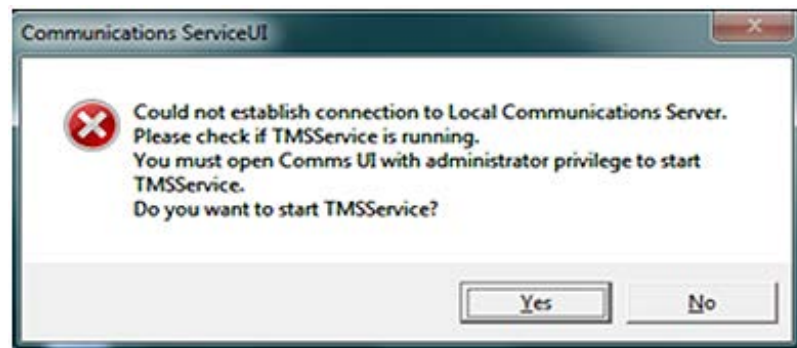 Communications ServiceUI
Could not establish connection to Local Communications Server.
Please check if TMSService is running.
You must open Comms UI with administrator privilege to start
TMSService.
Do you want to start TMSService?
Yes
No